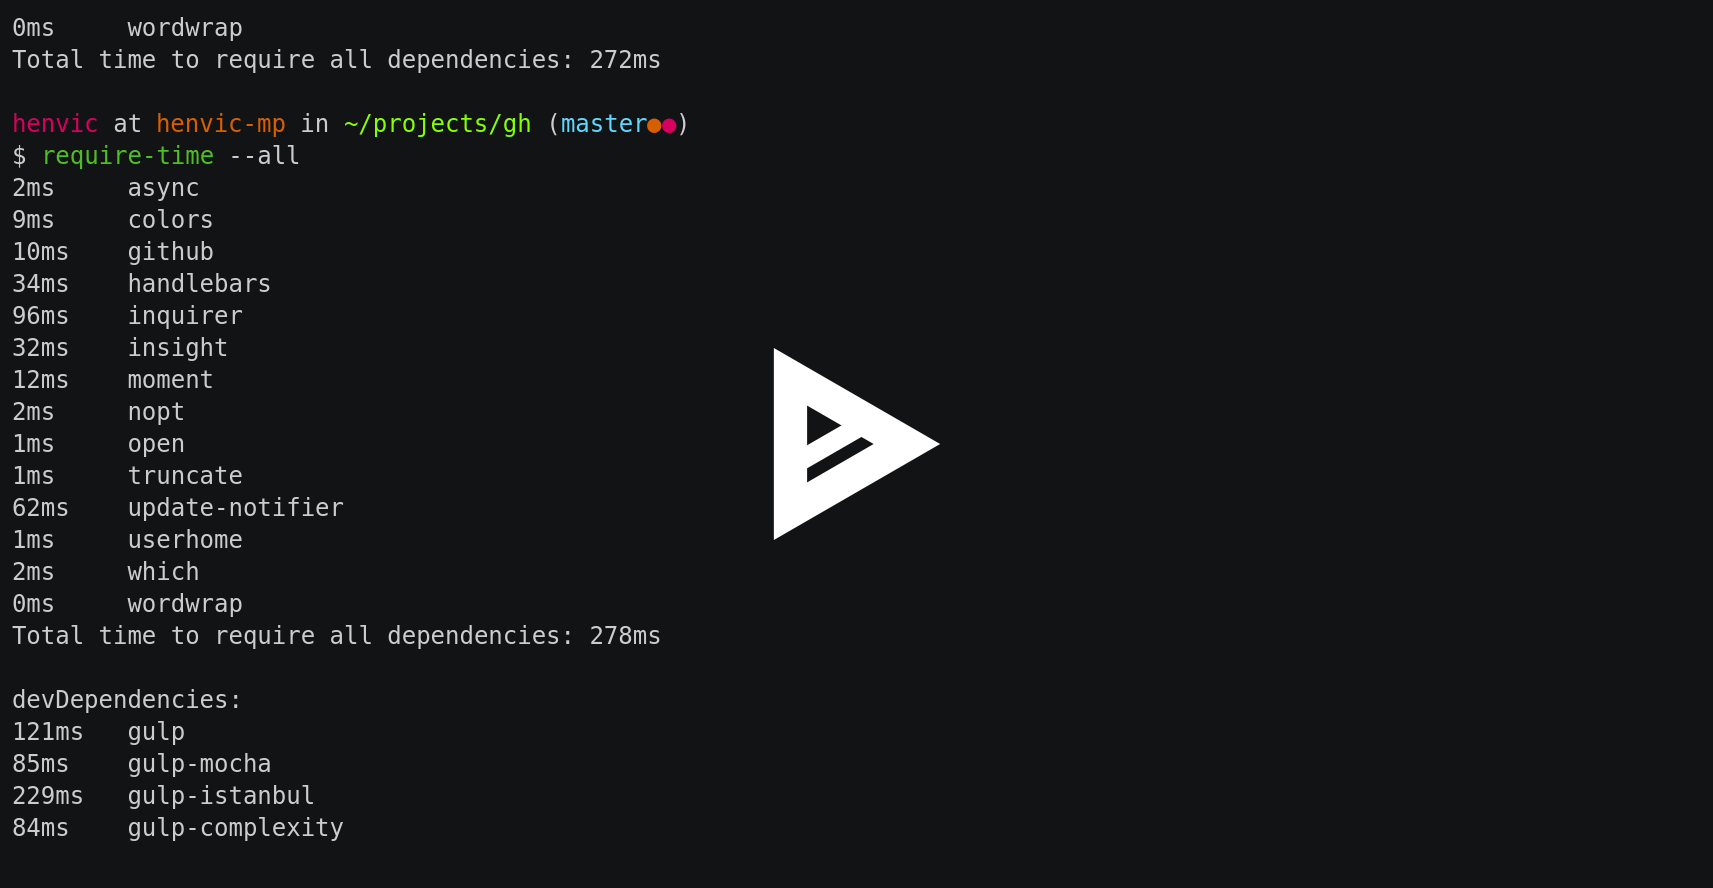 0ms     wordwrap
Total time to require all dependencies: 272ms

henvic at henvic-mp in ~/projects/gh (master●●)
$ require-time --all
2ms     async
9ms     colors
10ms    github
34ms    handlebars
96ms    inquirer
32ms    insight
12ms    moment
2ms     nopt
1ms     open
1ms     truncate
62ms    update-notifier
1ms     userhome
2ms     which
0ms     wordwrap
Total time to require all dependencies: 278ms

devDependencies:
121ms   gulp
85ms    gulp-mocha
229ms   gulp-istanbul
84ms    gulp-complexity